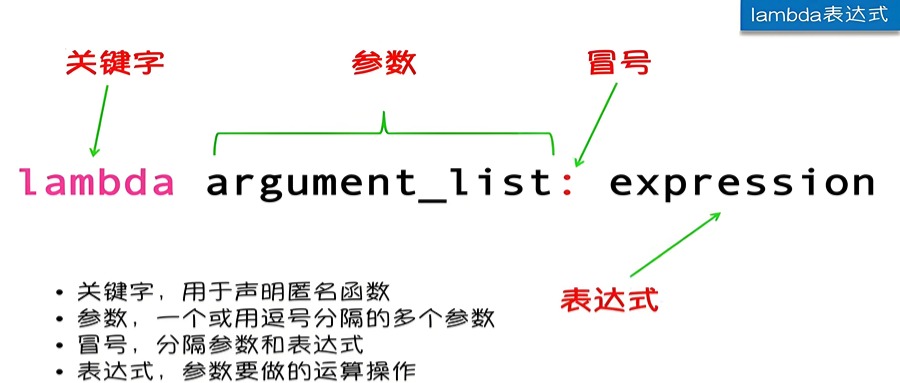 lambda表达式
关键字 参数 冒号
lambda argument_list: expression
表达式
• 关键字，用于声明匿名函数
• 参数，一个或用逗号分隔的多个参数
• 冒号，分隔参数和表达式
• 表达式，参数要做的运算操作